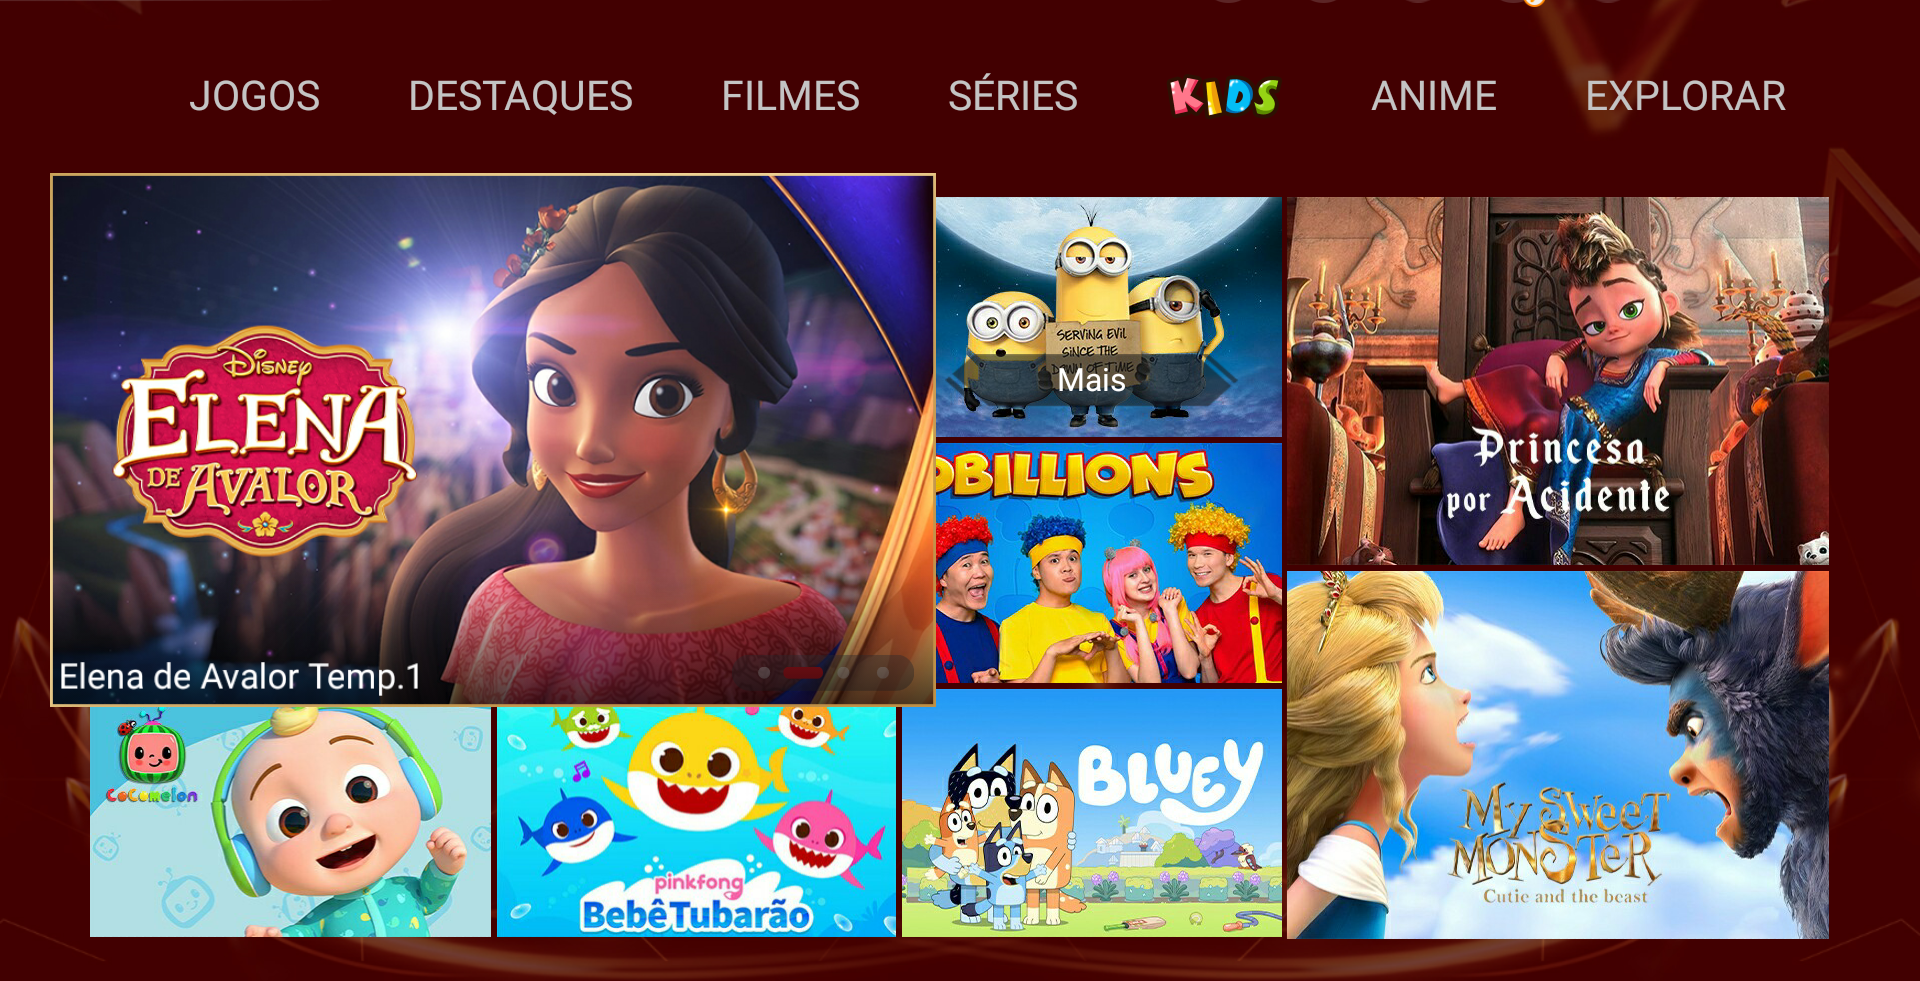 JOGOS
DESTAQUES
FILMES
SÉRIES
KIDS
ANIME
EXPLORAR
Disney
ELENA
DE AVALOR
Elena de Avalor Temp.1
SERVING EVIL
SINCE THE
DAWN OF TIME
Mais
OBILLIONS
Princesa
por Acidente
CoComelon
pinkfong
BebêTubarão
BLUEY
MY SWEET
MONSTER
Cutie and the beast